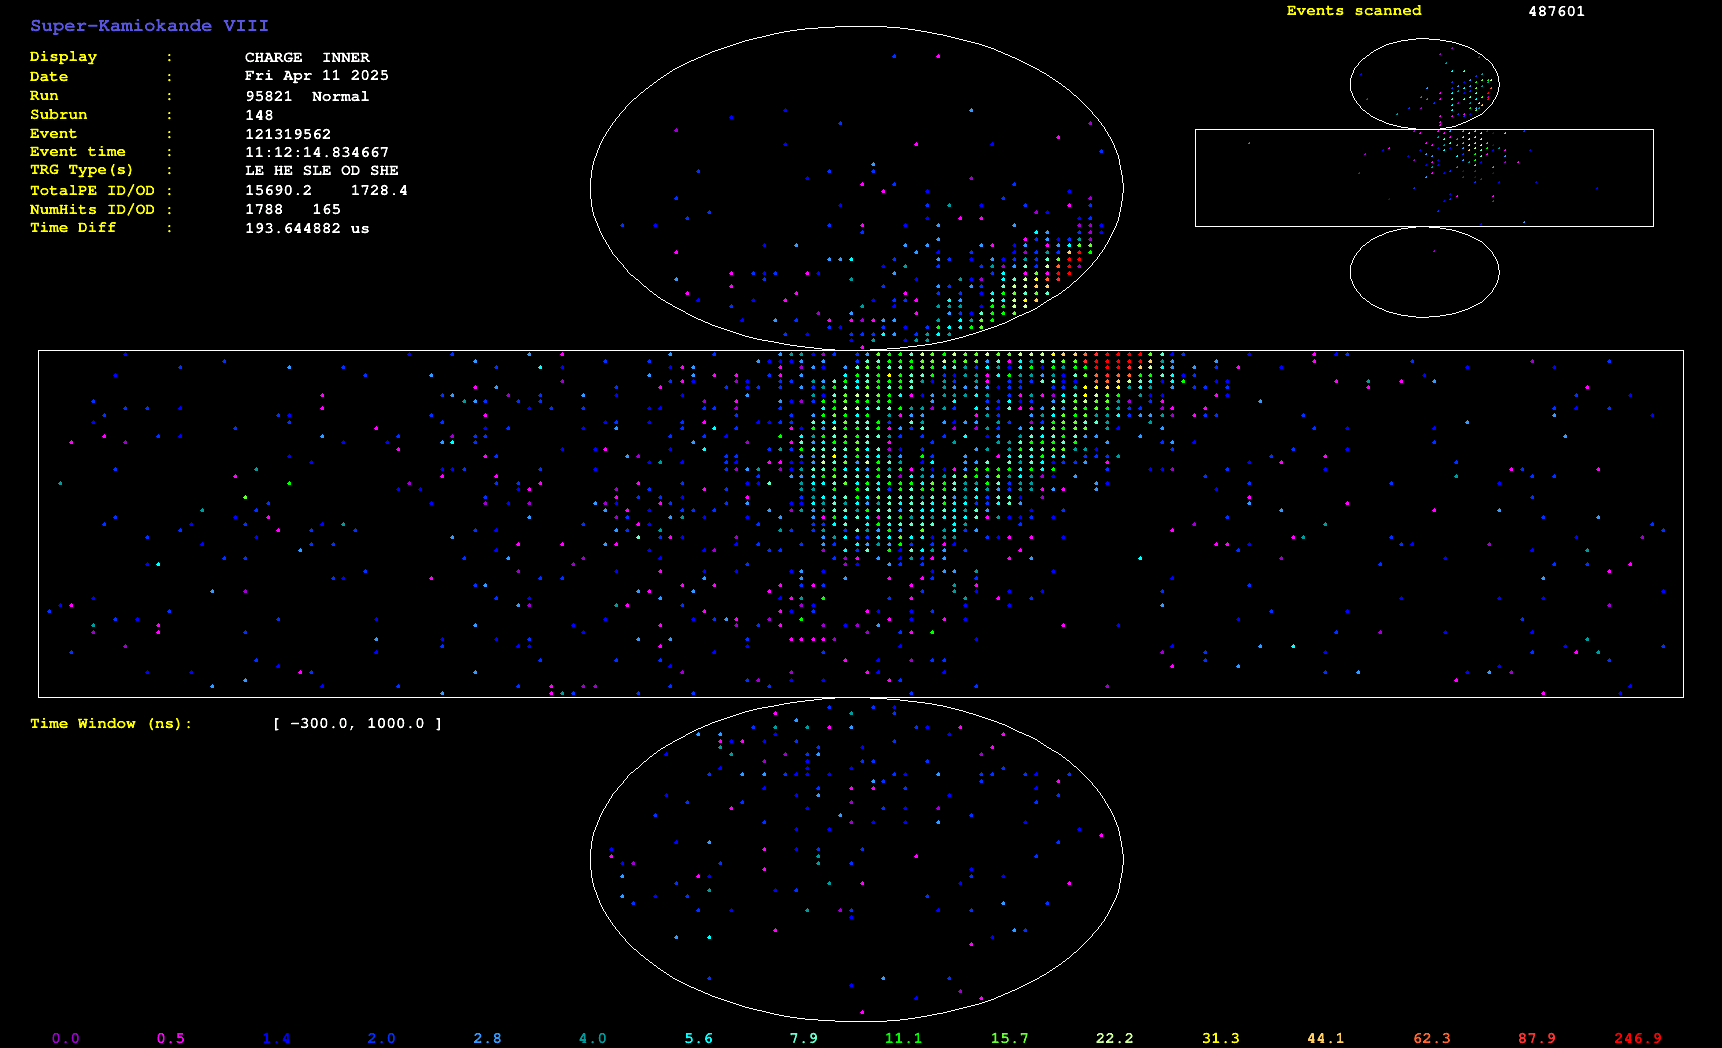 Super-Kamiokande VIII
Events scanned 487601
Display : CHARGE INNER
Date : Fri Apr 11 2025
Run : 95821 Normal
Subrun : 148
Event : 121319562
Event time : 11:12:14.834667
TRG Type(s) : LE HE SLE OD SHE
TotalPE ID/OD : 15690.2 1728.4
NumHits ID/OD : 1788 165
Time Diff : 193.644882 us
Time Window (ns): [ -300.0, 1000.0 ]
0.0 0.5 1.4 2.0 2.8 4.0 5.6 7.9 11.1 15.7 22.2 31.3 44.1 62.3 87.9 246.9